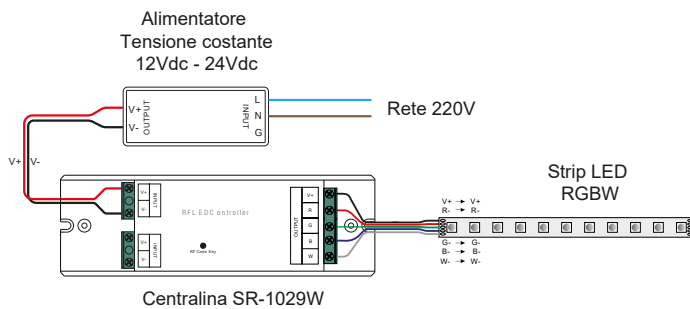 Alimentatore
Tensione costante
12Vdc - 24Vdc
V+
V-
OUTPUT
INPUT
L
N
G
Rete 220V
V+
V-
V+
V-
INPUT
V+
V-
INPUT
RFL EDC ontroller
RF Code Key
OUTPUT
V+
R
G
B
W
Strip LED
RGBW
V+ → V+
R- → R-
G- → G-
B- → B-
W- → W-
Centralina SR-1029W